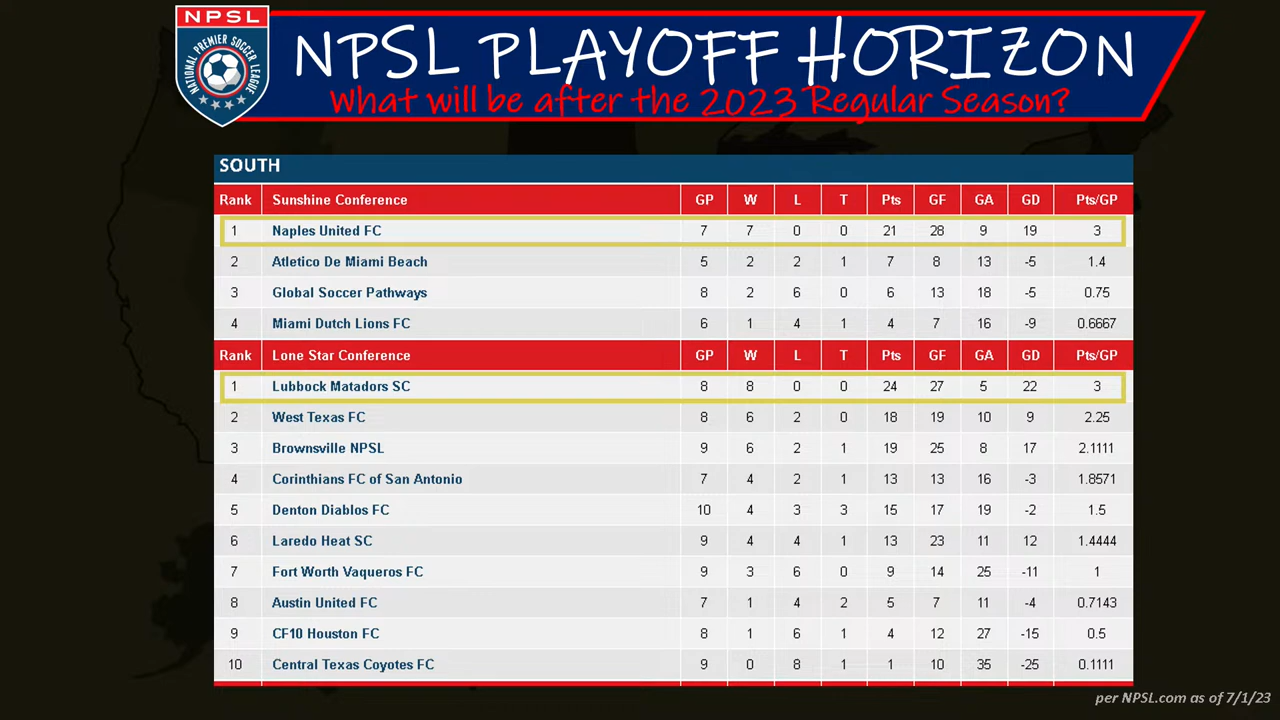 NPSL
NATIONAL PREMIER SOCCER LEAGUE
NPSL PLAYOFF HORIZON
What will be after the 2023 Regular Season?
SOUTH
Rank Sunshine Conference GP W L T Pts GF GA GD Pts/GP
1 Naples United FC 7 7 0 0 21 28 9 19 3
2 Atletico De Miami Beach 5 2 2 1 7 8 13 -5 1.4
3 Global Soccer Pathways 8 2 6 0 6 13 18 -5 0.75
4 Miami Dutch Lions FC 6 1 4 1 4 7 16 -9 0.6667
Rank Lone Star Conference GP W L T Pts GF GA GD Pts/GP
1 Lubbock Matadors SC 8 8 0 0 24 27 5 22 3
2 West Texas FC 8 6 2 0 18 19 10 9 2.25
3 Brownsville NPSL 9 6 2 1 19 25 8 17 2.1111
4 Corinthians FC of San Antonio 7 4 2 1 13 13 16 -3 1.8571
5 Denton Diablos FC 10 4 3 3 15 17 19 -2 1.5
6 Laredo Heat SC 9 4 4 1 13 23 11 12 1.4444
7 Fort Worth Vaqueros FC 9 3 6 0 9 14 25 -11 1
8 Austin United FC 7 1 4 2 5 7 11 -4 0.7143
9 CF10 Houston FC 8 1 6 1 4 12 27 -15 0.5
10 Central Texas Coyotes FC 9 0 8 1 1 10 35 -25 0.1111
per NPSL.com as of 7/1/23